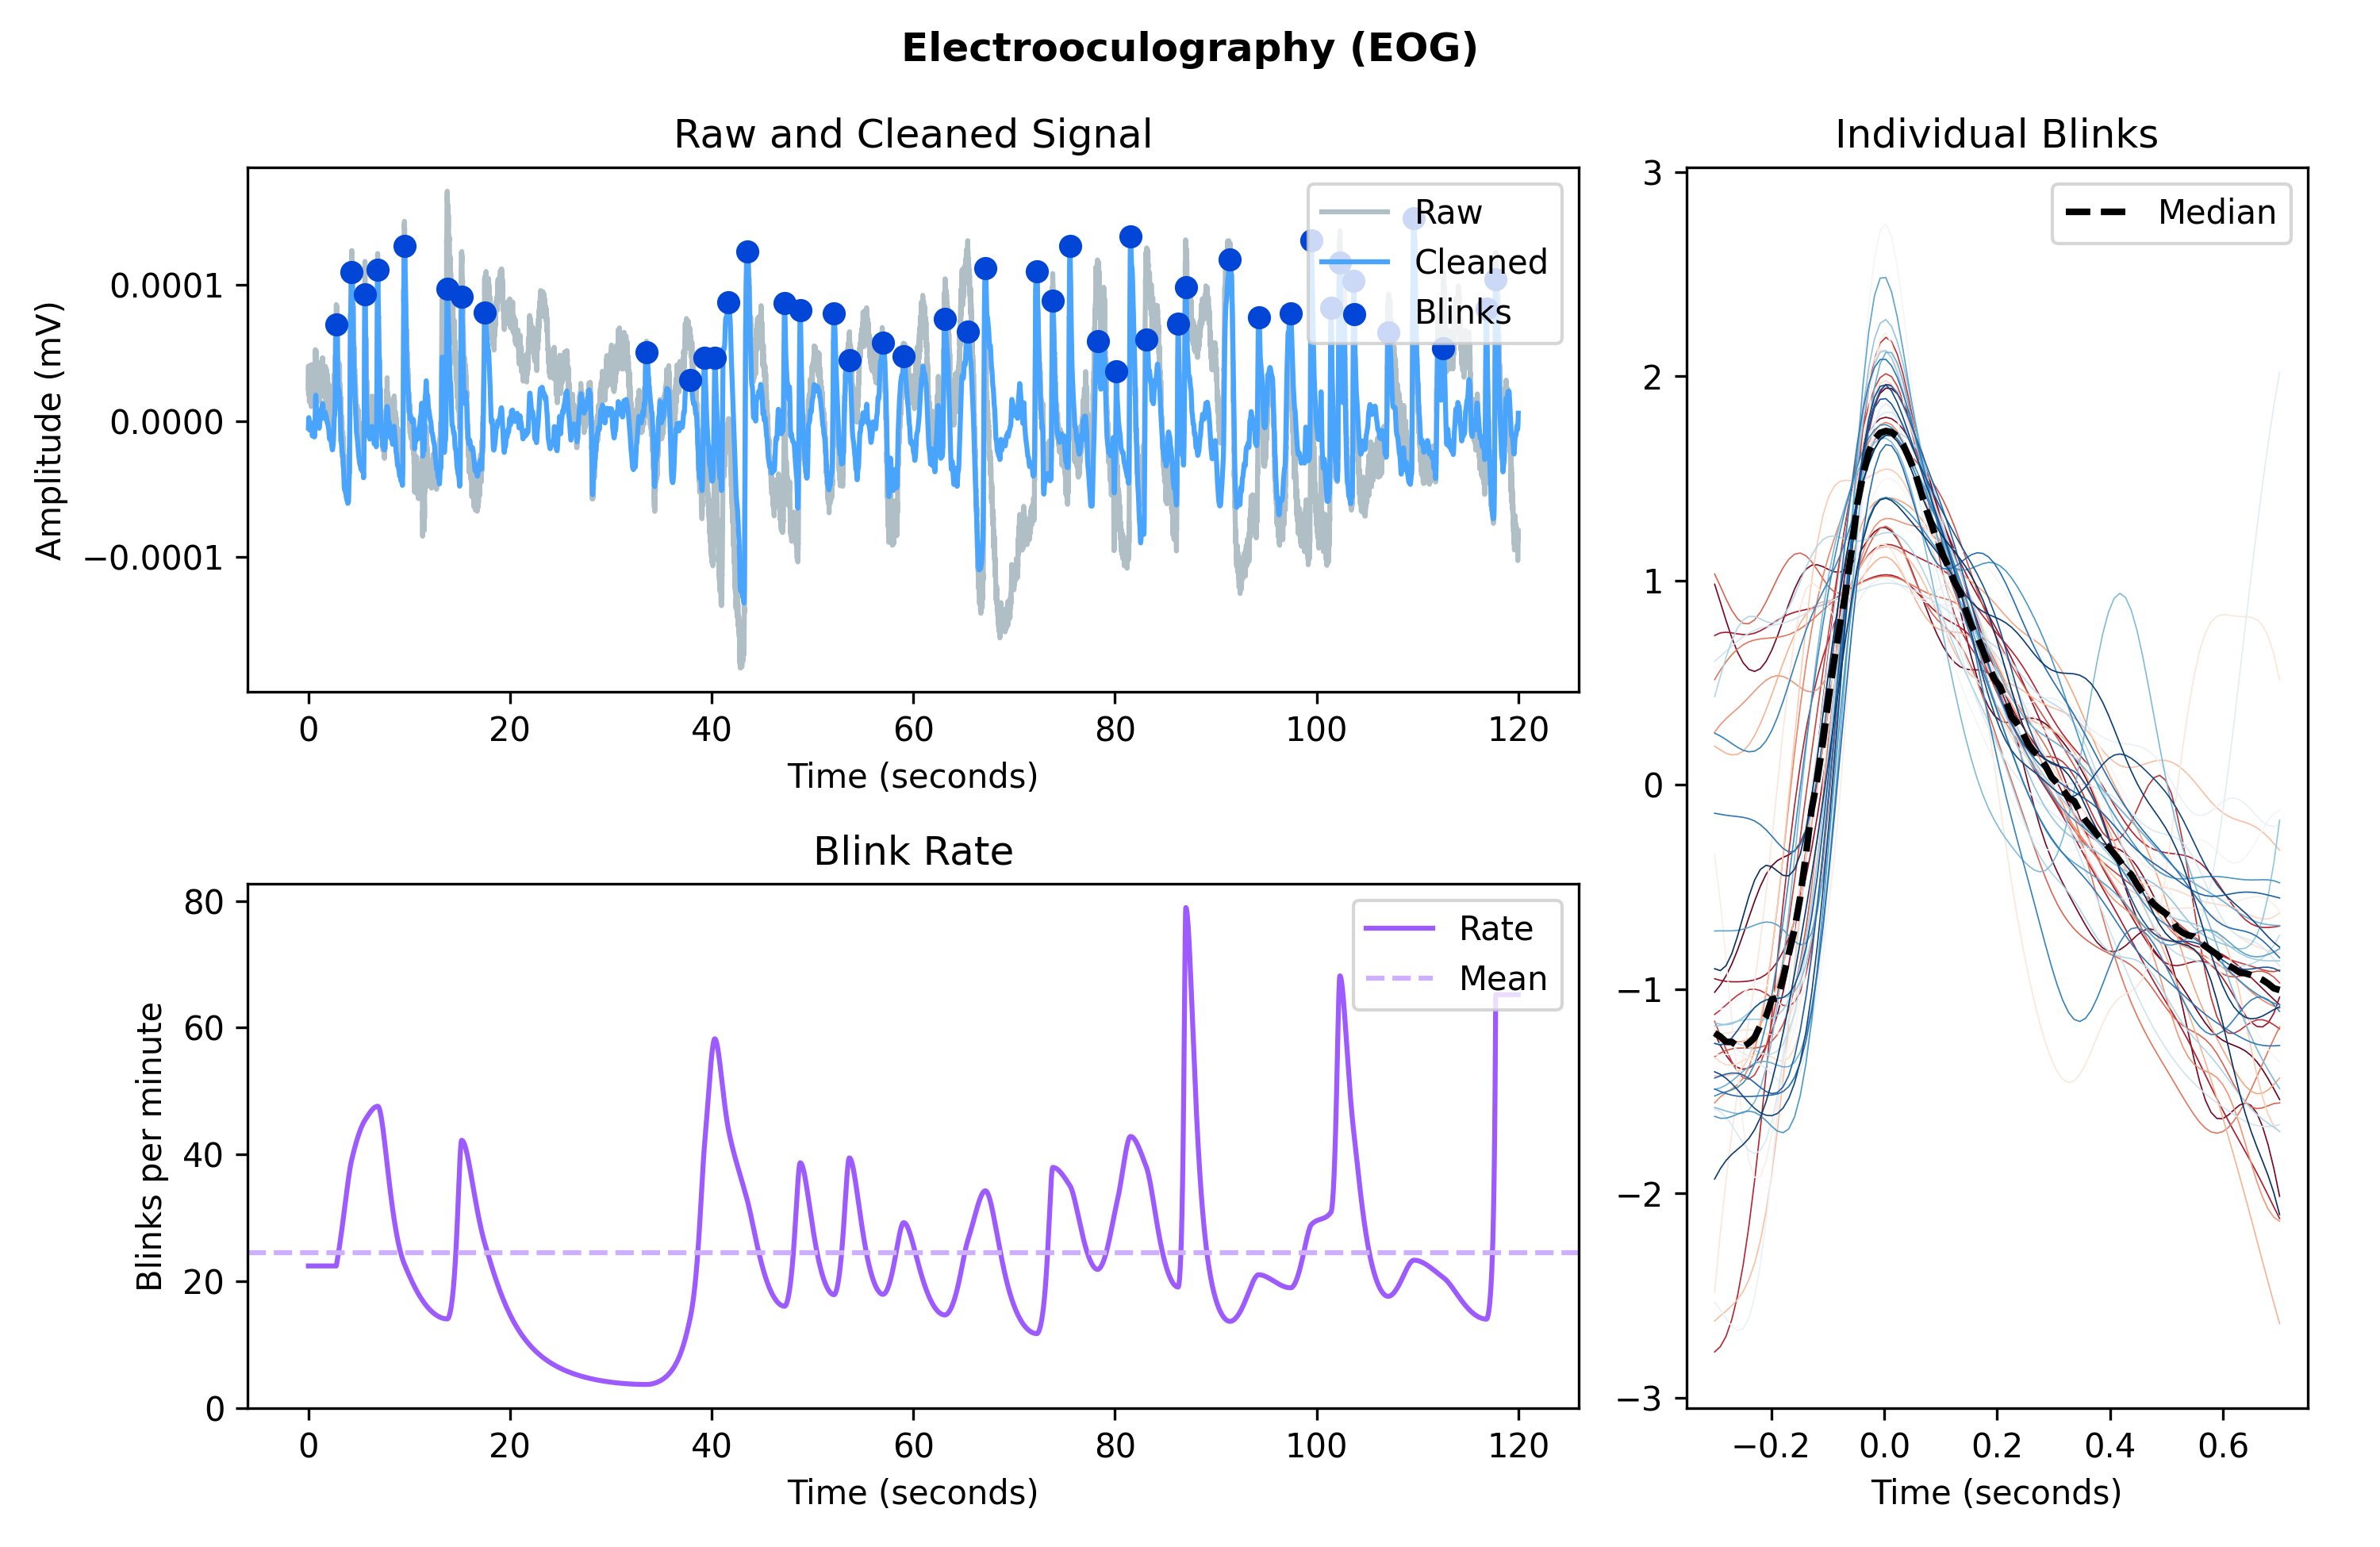 Electrooculography (EOG)
Raw and Cleaned Signal
Raw
Cleaned
Blinks
Amplitude (mV)
0.0001
0.0000
−0.0001
0 20 40 60 80 100 120
Time (seconds)
Blink Rate
Rate
Mean
Blinks per minute
80
60
40
20
0
0 20 40 60 80 100 120
Time (seconds)
Individual Blinks
Median
3
2
1
0
−1
−2
−3
−0.2 0.0 0.2 0.4 0.6
Time (seconds)